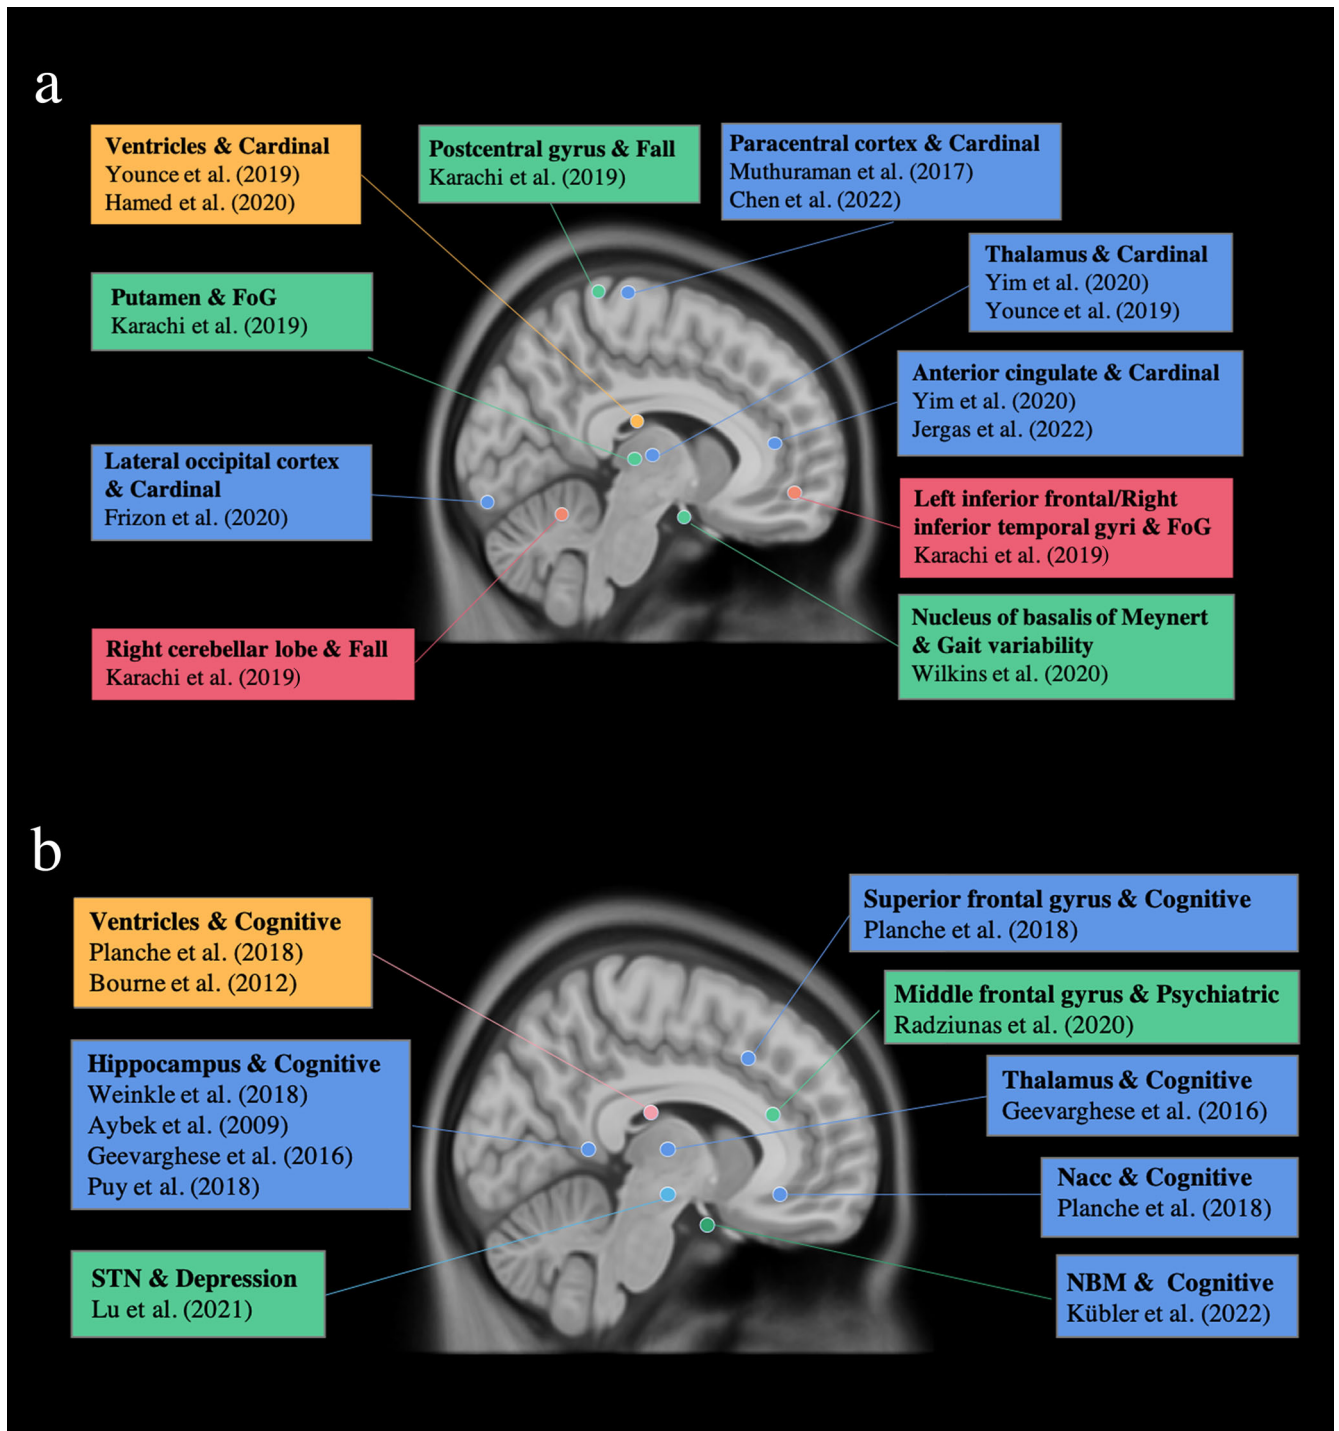 a
Ventricles & Cardinal
Younce et al. (2019)
Hamed et al. (2020)
Postcentral gyrus & Fall
Karachi et al. (2019)
Paracentral cortex & Cardinal
Muthuraman et al. (2017)
Chen et al. (2022)
Thalamus & Cardinal
Yim et al. (2020)
Younce et al. (2019)
Putamen & FoG
Karachi et al. (2019)
Anterior cingulate & Cardinal
Yim et al. (2020)
Jergas et al. (2022)
Lateral occipital cortex
& Cardinal
Frizon et al. (2020)
Left inferior frontal/Right
inferior temporal gyri & FoG
Karachi et al. (2019)
Right cerebellar lobe & Fall
Karachi et al. (2019)
Nucleus of basalis of Meynert
& Gait variability
Wilkins et al. (2020)
b
Ventricles & Cognitive
Planche et al. (2018)
Bourne et al. (2012)
Superior frontal gyrus & Cognitive
Planche et al. (2018)
Middle frontal gyrus & Psychiatric
Radziunas et al. (2020)
Hippocampus & Cognitive
Weinkle et al. (2018)
Aybek et al. (2009)
Geevarghese et al. (2016)
Puy et al. (2018)
Thalamus & Cognitive
Geevarghese et al. (2016)
Nacc & Cognitive
Planche et al. (2018)
STN & Depression
Lu et al. (2021)
NBM & Cognitive
Kübler et al. (2022)